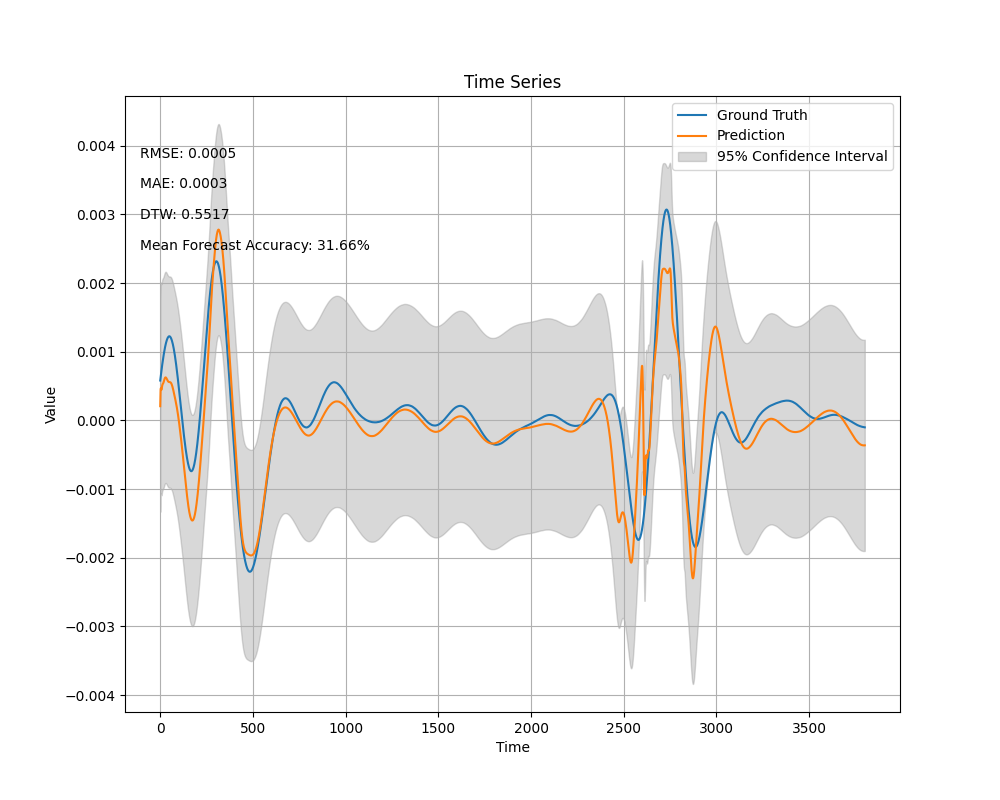 Time Series
Ground Truth
Prediction
95% Confidence Interval
RMSE: 0.0005
MAE: 0.0003
DTW: 0.5517
Mean Forecast Accuracy: 31.66%
Value
0.004
0.003
0.002
0.001
0.000
−0.001
−0.002
−0.003
−0.004
0 500 1000 1500 2000 2500 3000 3500
Time